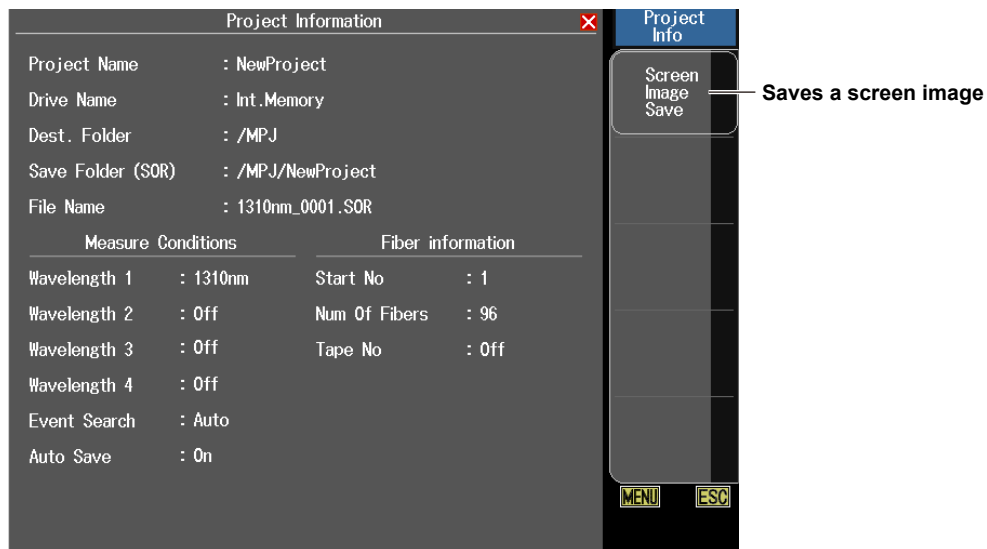 Project Information
Project Name : NewProject
Drive Name : Int.Memory
Dest. Folder : /MPJ
Save Folder (SOR) : /MPJ/NewProject
File Name : 1310nm_0001.SOR
Measure Conditions
Wavelength 1 : 1310nm
Wavelength 2 : Off
Wavelength 3 : Off
Wavelength 4 : Off
Event Search : Auto
Auto Save : On
Fiber information
Start No : 1
Num Of Fibers : 96
Tape No : Off
Project
Info
Screen
Image
Save
MENU ESC
Saves a screen image